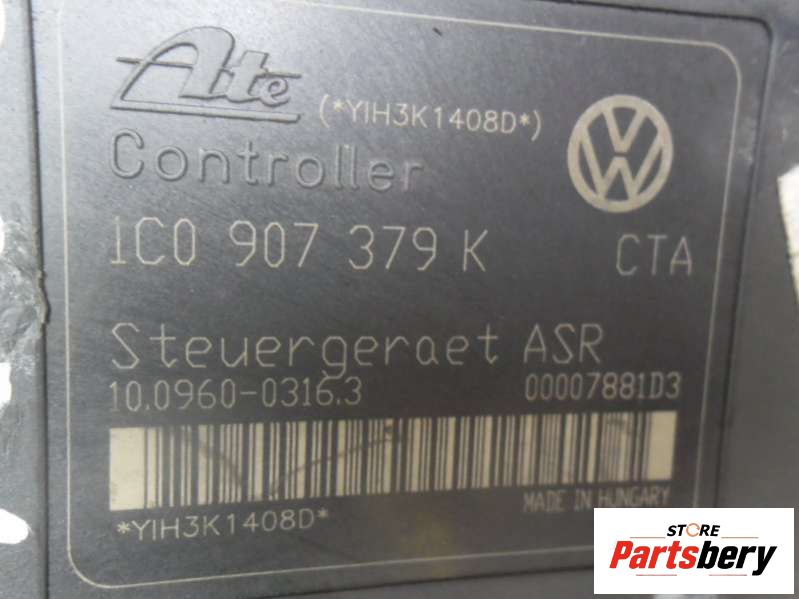 Ate (*YIH3K1408D*)
Controller
1C0 907 379 K CTA
Steuergeraet ASR
10.0960-0316.3 00007881D3
MADE IN HUNGARY
*YIH3K1408D*
STORE
Partsbery